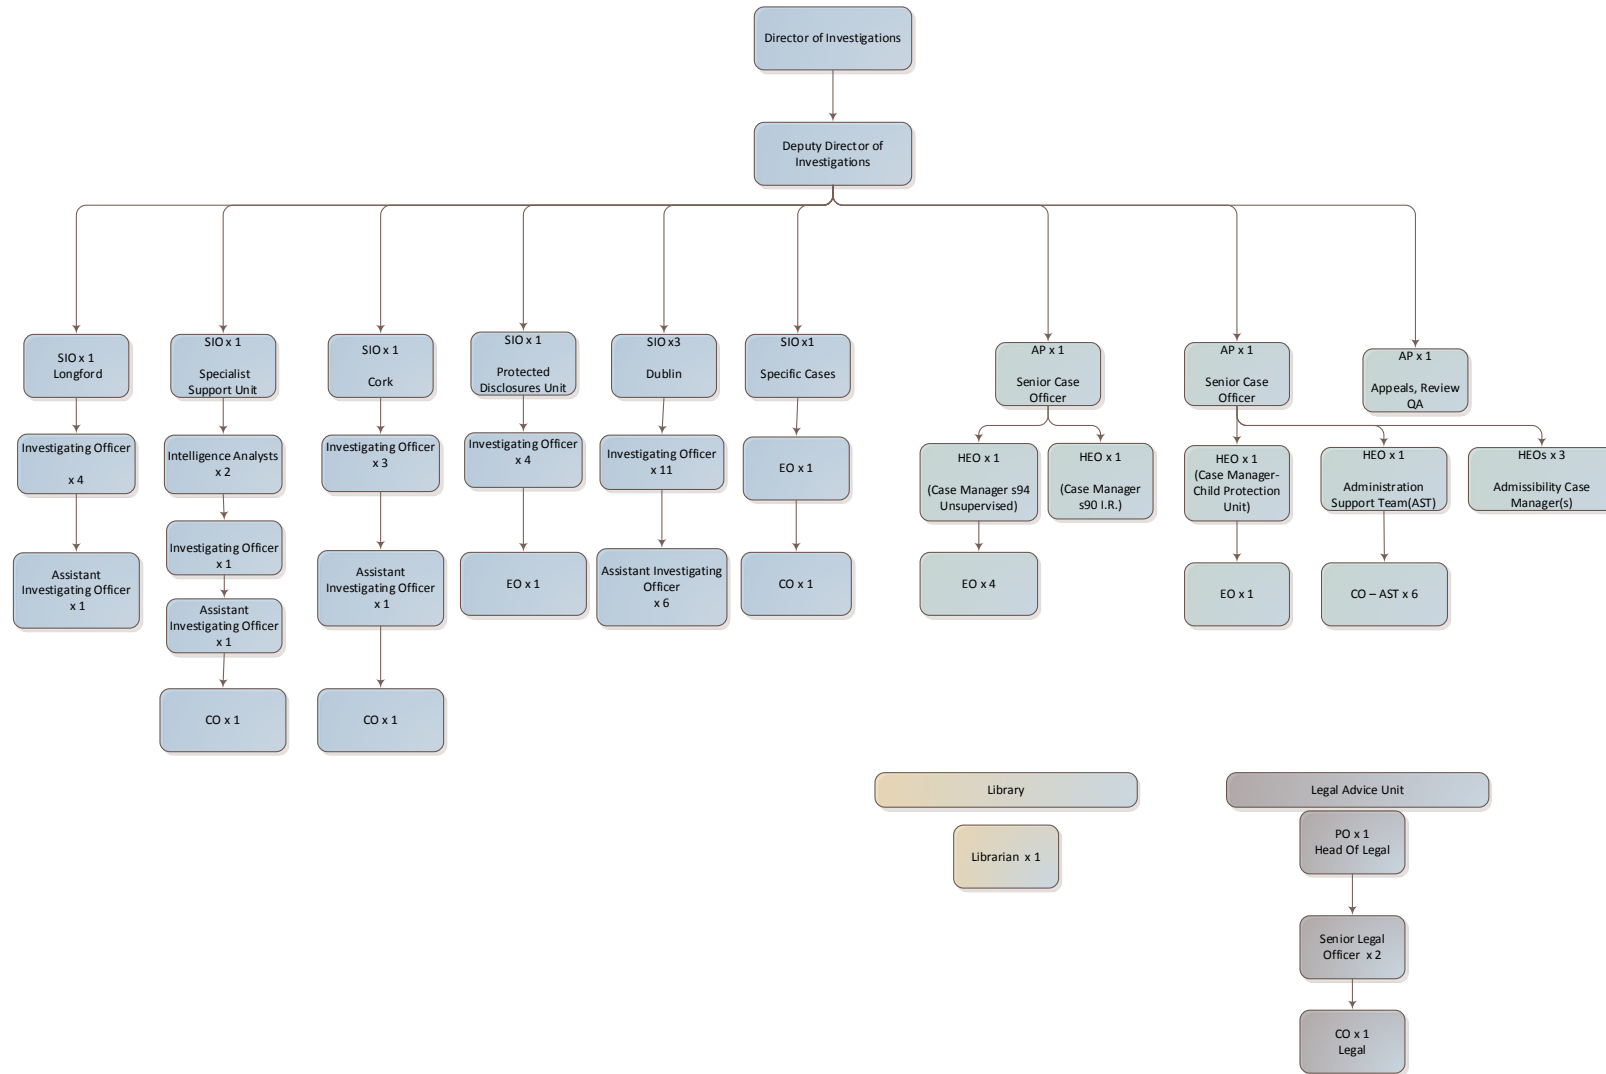 Director of Investigations
Deputy Director of
Investigations
SIO x 1
Longford
SIO x 1
Specialist
Support Unit
SIO x 1
Cork
SIO x 1
Protected
Disclosures Unit
SIO x3
Dublin
SIO x1
Specific Cases
AP x 1
Senior Case
Officer
AP x 1
Senior Case
Officer
AP x 1
Appeals, Review
QA
Investigating Officer
x 4
Intelligence Analysts
x 2
Investigating Officer
x 3
Investigating Officer
x 4
Investigating Officer
x 11
EO x 1
HEO x 1
(Case Manager s94
Unsupervised)
HEO x 1
(Case Manager
s90 I.R.)
HEO x 1
(Case Manager-
Child Protection
Unit)
HEO x 1
Administration
Support Team(AST)
HEOs x 3
Admissibility Case
Manager(s)
Investigating Officer
x 1
Assistant
Investigating Officer
x 1
Assistant
Investigating Officer
x 1
Assistant
Investigating Officer
x 1
EO x 1
Assistant Investigating
Officer
x 6
CO x 1
EO x 4
EO x 1
CO – AST x 6
CO x 1
CO x 1
Library
Librarian x 1
Legal Advice Unit
PO x 1
Head Of Legal
Senior Legal
Officer x 2
CO x 1
Legal